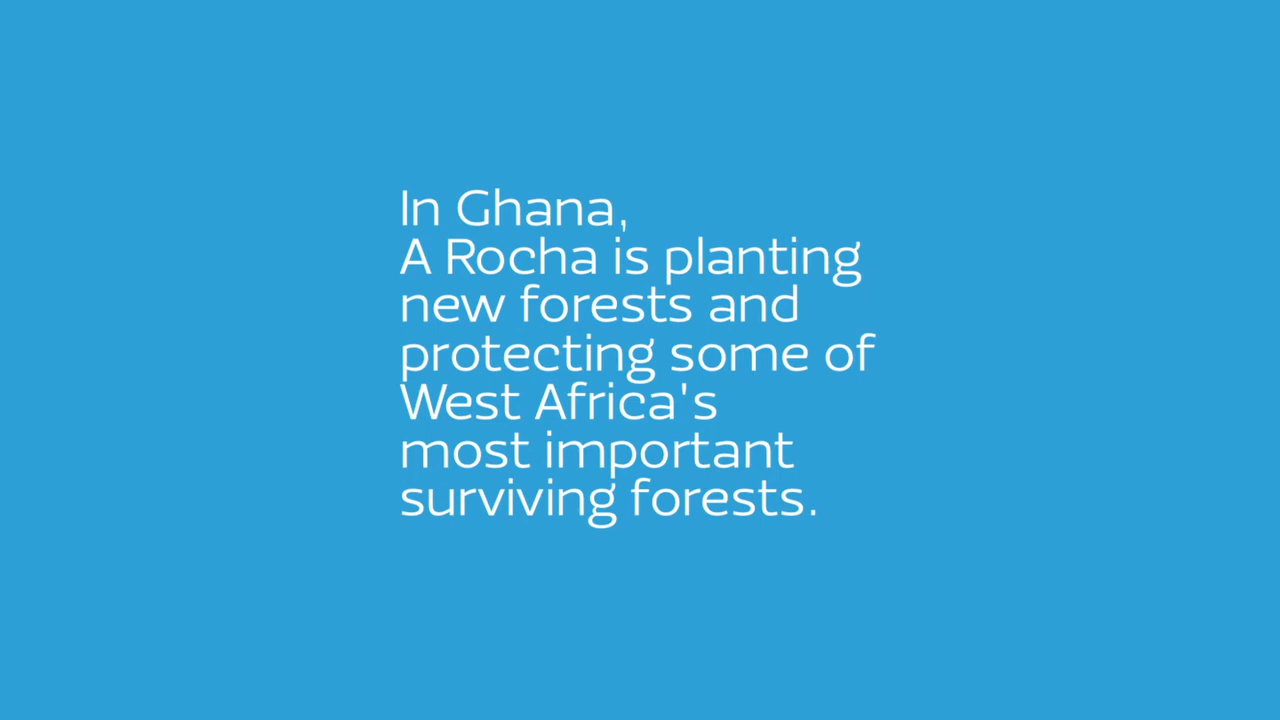 In Ghana,
A Rocha is planting
new forests and
protecting some of
West Africa's
most important
surviving forests.